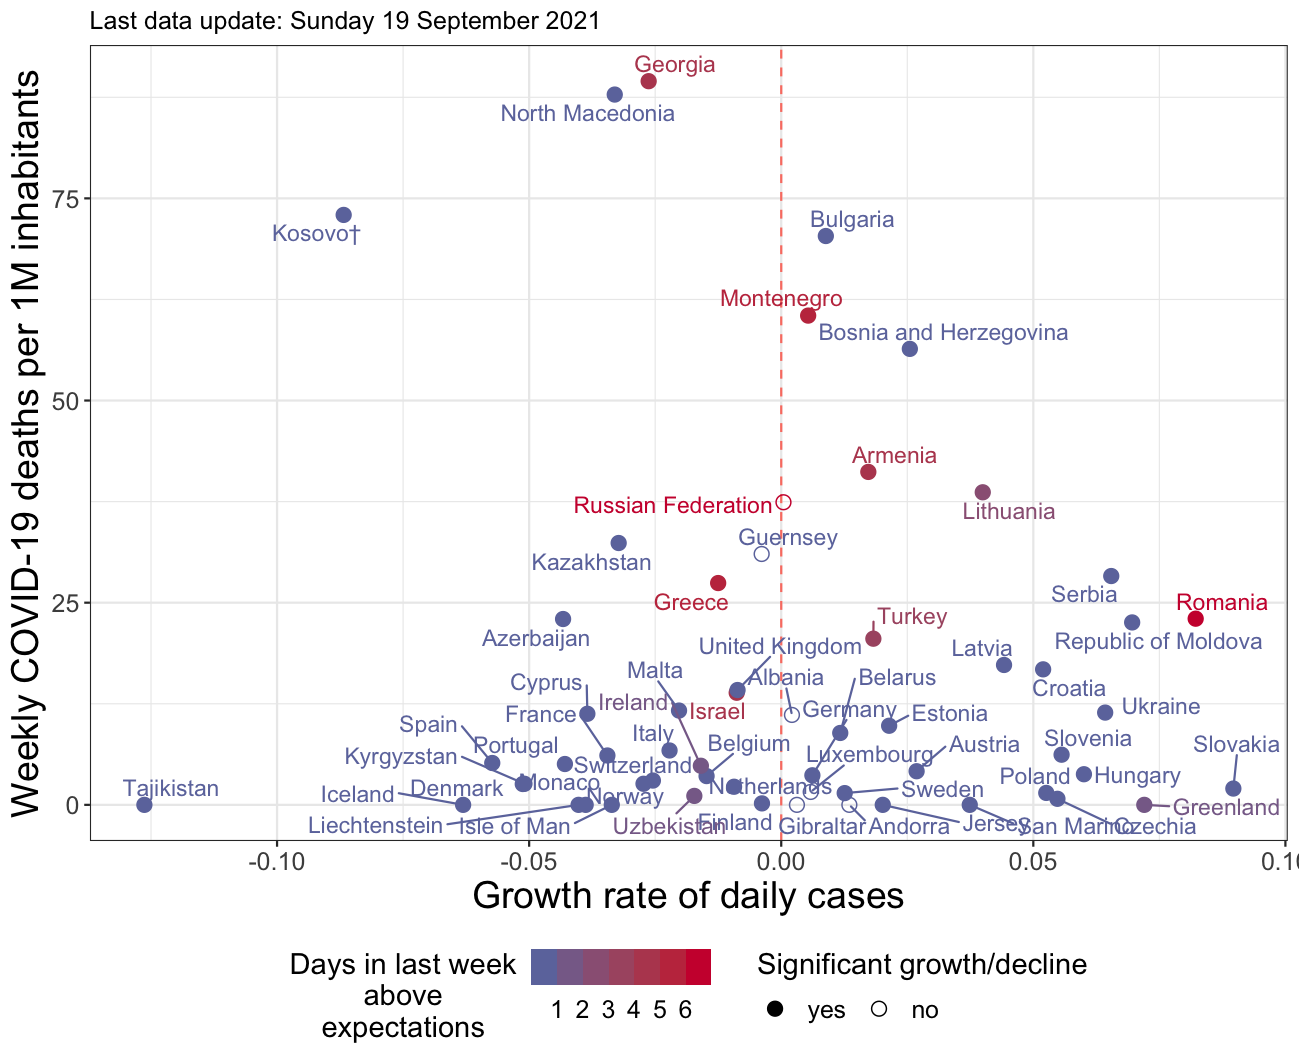 Last data update: Sunday 19 September 2021
Weekly COVID-19 deaths per 1M inhabitants
75
50
25
0
Georgia
North Macedonia
Kosovo†
Bulgaria
Montenegro
Bosnia and Herzegovina
Armenia
Russian Federation
Lithuania
Guernsey
Kazakhstan
Greece
Serbia
Romania
Turkey
Azerbaijan
Republic of Moldova
United Kingdom
Latvia
Malta
Albania
Belarus
Cyprus
Croatia
Ireland
Israel
Germany
Ukraine
France
Estonia
Spain
Italy
Slovenia
Portugal
Belgium
Austria
Slovakia
Kyrgyzstan
Luxembourg
Switzerland
Poland
Hungary
Tajikistan
Denmark
Monaco
Netherlands
Sweden
Iceland
Norway
Greenland
Liechtenstein
Isle of Man
Uzbekistan
Finland
Gibraltar
Andorra
Jersey
San Marino
Czechia
-0.10
-0.05
0.00
0.05
0.10
Growth rate of daily cases
Days in last week
above
expectations
1 2 3 4 5 6
Significant growth/decline
yes
no